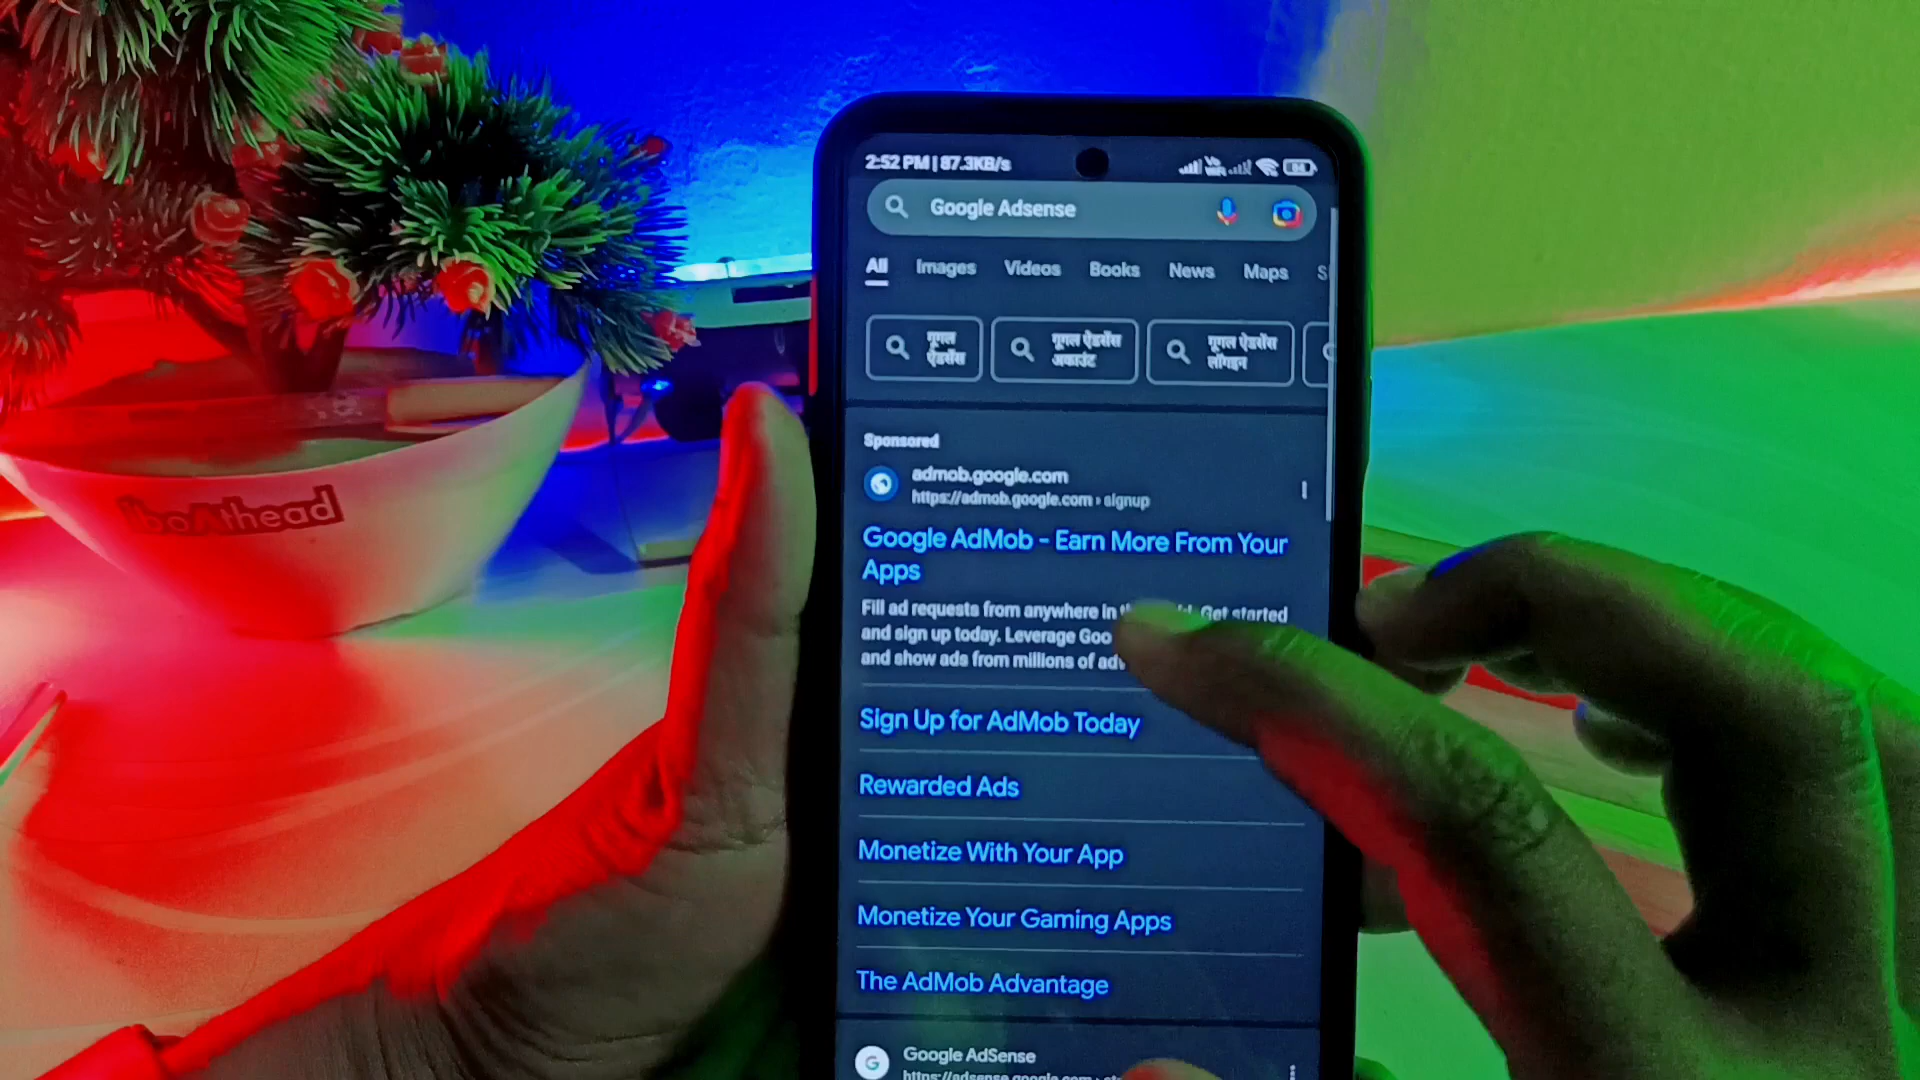 2:52 PM | 87.3KB/s
Google Adsense
All Images Videos Books News Maps
गूगल
ऐडसेंस
गूगल ऐडसेंस
अकाउंट
गूगल ऐडसेंस
लॉगइन
Sponsored
admob.google.com
https://admob.google.com › signup
Google AdMob - Earn More From Your
Apps
Fill ad requests from anywhere in Get started
and sign up today. Leverage
and show ads from millions of
Sign Up for AdMob Today
Rewarded Ads
Monetize With Your App
Monetize Your Gaming Apps
The AdMob Advantage
Google AdSense
boAthead